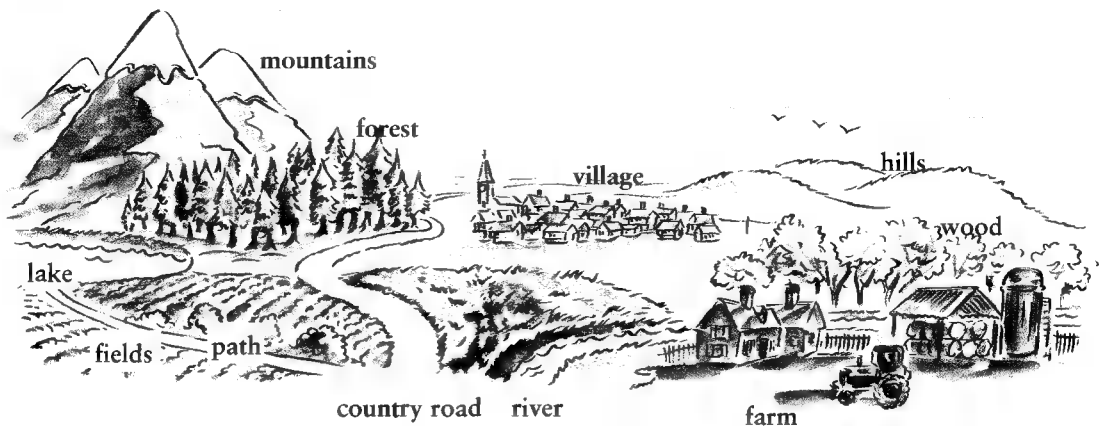 mountains
forest
village
hills
wood
lake
fields
path
country road
river
farm